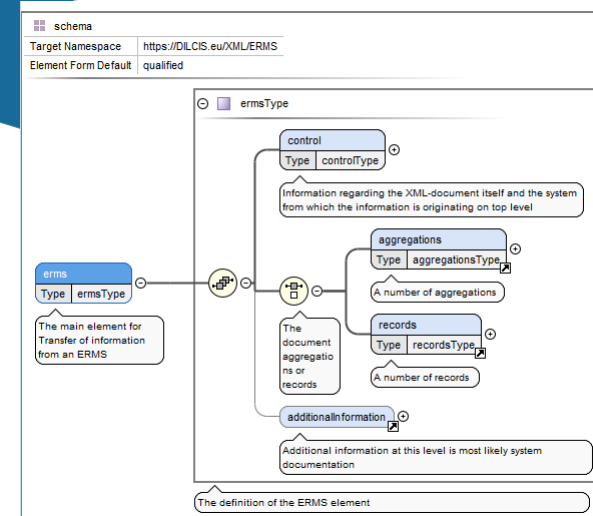 schema
Target Namespace https://DILCIS.eu/XML/ERMS
Element Form Default qualified
ermsType
control
Type controlType
Information regarding the XML-document itself and the system
from which the information is originating on top level
aggregations
Type aggregationsType
A number of aggregations
erms
Type ermsType
The main element for
Transfer of information
from an ERMS
The
document
aggregatio
ns or
records
records
Type recordsType
A number of records
additionalInformation
Additional information at this level is most likely system
documentation
The definition of the ERMS element